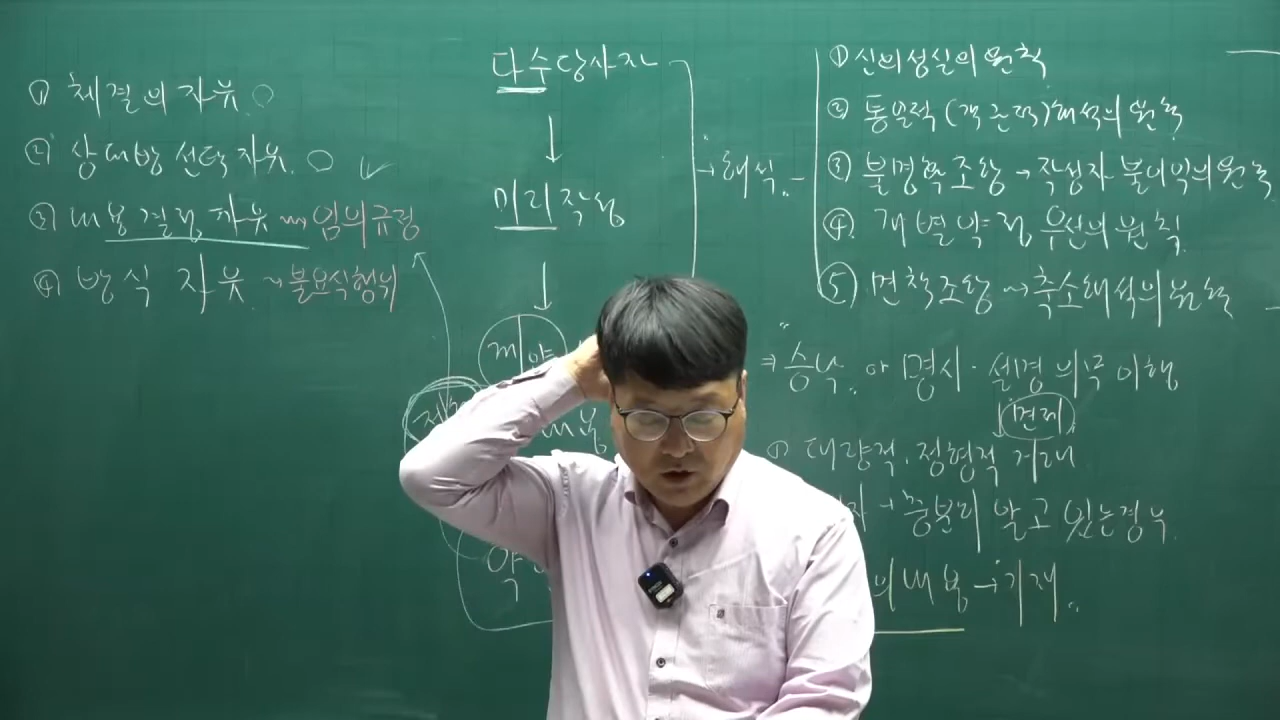 ① 체결의 자유 ○
② 상대방 선택 자유. ○
③ 내용 결정 자유 임의규정
④ 방식 자유 → 불요식행위
다수당사자
↓
미리 작성
↓
계약
내용
약
→ 해석..
① 신의성실의 원칙
② 통일적 (객관적) 해석의 원칙
③ 불명확조항 → 작성자 불이익의 원칙
④ 개별약정 우선의 원칙
⑤ 면책조항 → 축소해석의 원칙
⇒ 승낙. 명시·설명의무 이행
↓ 면제
대량적. 정형적 거래
→ 충분히 알고 있는경우
의 내용 → 기재..